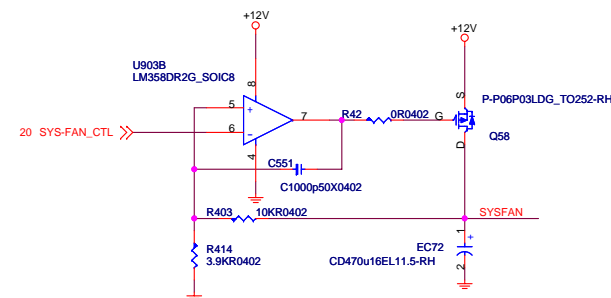 +12V
+12V
U903B
LM358DR2G_SOIC8
8
S
P-P06P03LDG_TO252-RH
5
+
7
R42
0R0402
G
20 SYS-FAN_CTL
6
-
Q58
4
D
C551
C1000p50X0402
R403
10KR0402
SYSFAN
R414
3.9KR0402
1
+
EC72
CD470u16EL11.5-RH
2